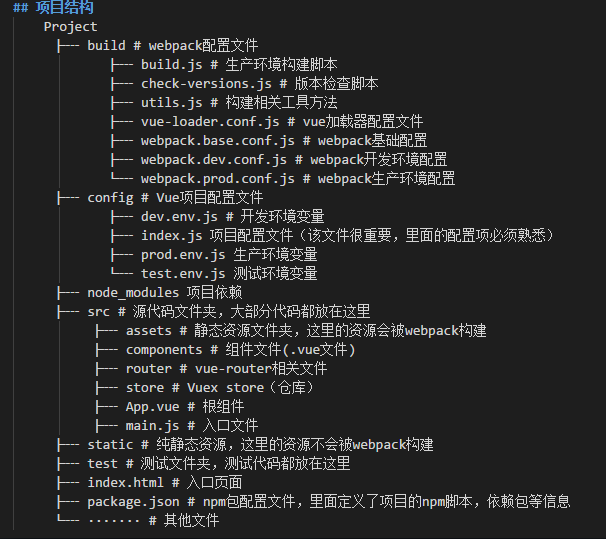 ## 项目结构
Project
├── build # webpack配置文件
├── build.js # 生产环境构建脚本
├── check-versions.js # 版本检查脚本
├── utils.js # 构建相关工具方法
├── vue-loader.conf.js # vue加载器配置文件
├── webpack.base.conf.js # webpack基础配置
├── webpack.dev.conf.js # webpack开发环境配置
└── webpack.prod.conf.js # webpack生产环境配置
├── config # Vue项目配置文件
├── dev.env.js # 开发环境变量
├── index.js 项目配置文件（该文件很重要，里面的配置项必须熟悉）
├── prod.env.js 生产环境变量
└── test.env.js 测试环境变量
├── node_modules 项目依赖
├── src # 源代码文件夹，大部分代码都放在这里
├── assets # 静态资源文件夹，这里的资源会被webpack构建
├── components # 组件文件(.vue文件)
├── router # vue-router相关文件
├── store # Vuex store（仓库）
├── App.vue # 根组件
├── main.js # 入口文件
├── static # 纯静态资源，这里的资源不会被webpack构建
├── test # 测试文件夹，测试代码都放在这里
├── index.html # 入口页面
├── package.json # npm包配置文件，里面定义了项目的npm脚本，依赖包等信息
└── ······· # 其他文件